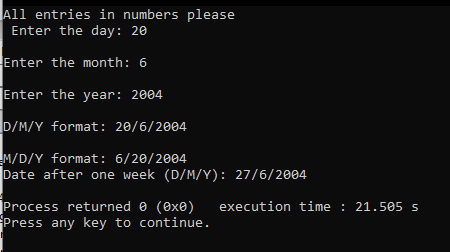 All entries in numbers please
Enter the day: 20
Enter the month: 6
Enter the year: 2004
D/M/Y format: 20/6/2004
M/D/Y format: 6/20/2004
Date after one week (D/M/Y): 27/6/2004
Process returned 0 (0x0)   execution time : 21.505 s
Press any key to continue.